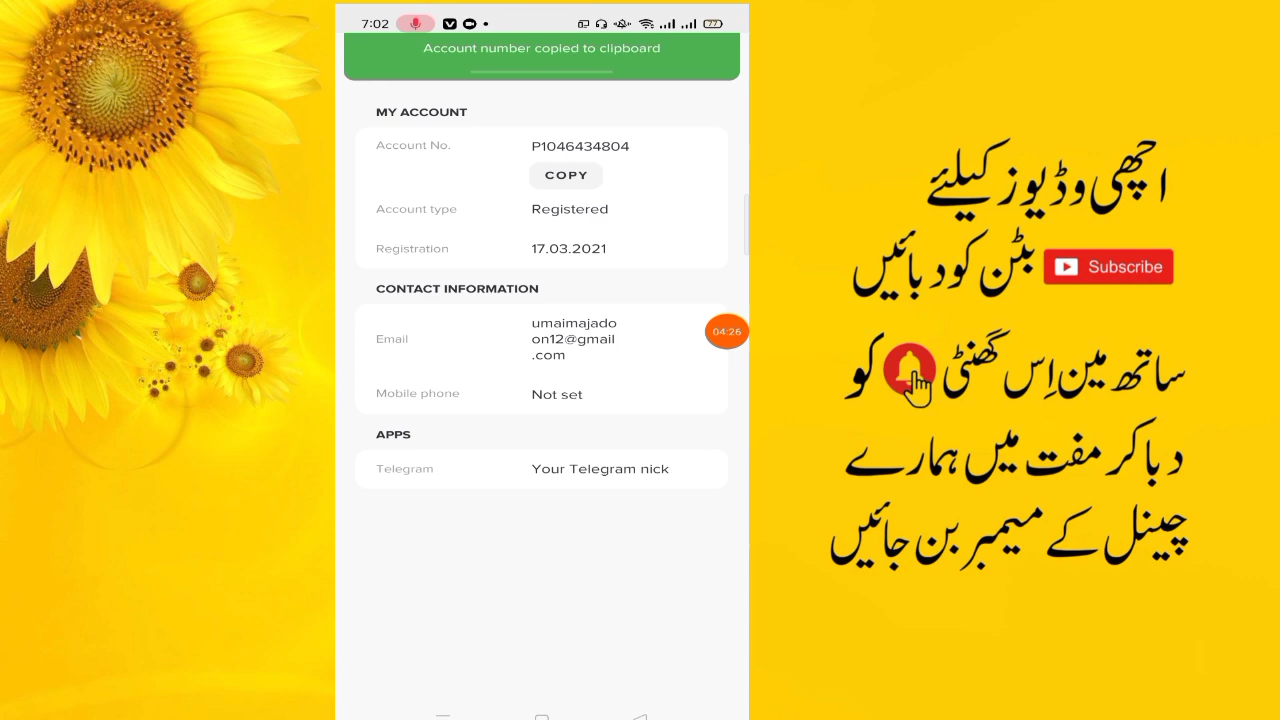 7:02
77
Account number copied to clipboard
MY ACCOUNT
Account No. P1046434804
COPY
Account type Registered
Registration 17.03.2021
CONTACT INFORMATION
Email umaimajado
on12@gmail
.com
Mobile phone Not set
APPS
Telegram Your Telegram nick
04:26
اچھی وڈیوز کیلئے
Subscribe بٹن کو دبائیں
ساتھ مین اِس گھنٹی کو
دبا کر مفت میں ہمارے
چینل کے میمبر بن جائیں